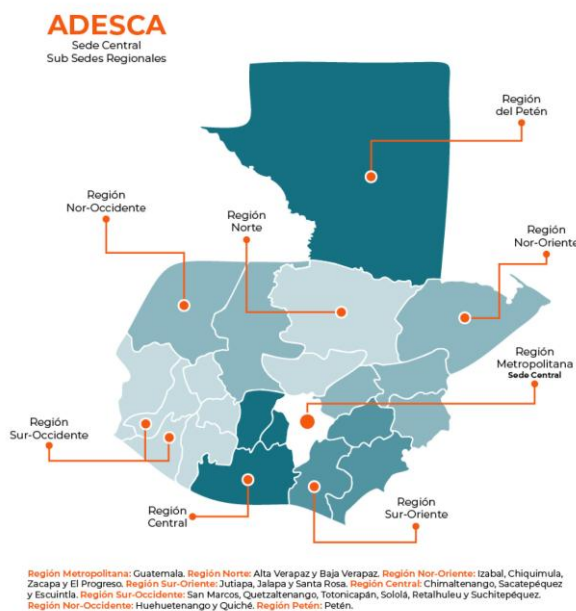 ADESCA
Sede Central
Sub Sedes Regionales
Región
del Petén
Región
Nor-Occidente
Región
Norte
Región
Nor-Oriente
Región
Metropolitana
Sede Central
Región
Sur-Occidente
Región
Central
Región
Sur-Oriente
Región Metropolitana: Guatemala. Región Norte: Alta Verapaz y Baja Verapaz. Región Nor-Oriente: Izabal, Chiquimula,
Zacapa y El Progreso. Región Sur-Oriente: Jutiapa, Jalapa y Santa Rosa. Región Central: Chimaltenango, Sacatepéquez
y Escuintla. Región Sur-Occidente: San Marcos, Quetzaltenango, Totonicapán, Sololá, Retalhuleu y Suchitepéquez.
Región Nor-Occidente: Huehuetenango y Quiché. Región Petén: Petén.